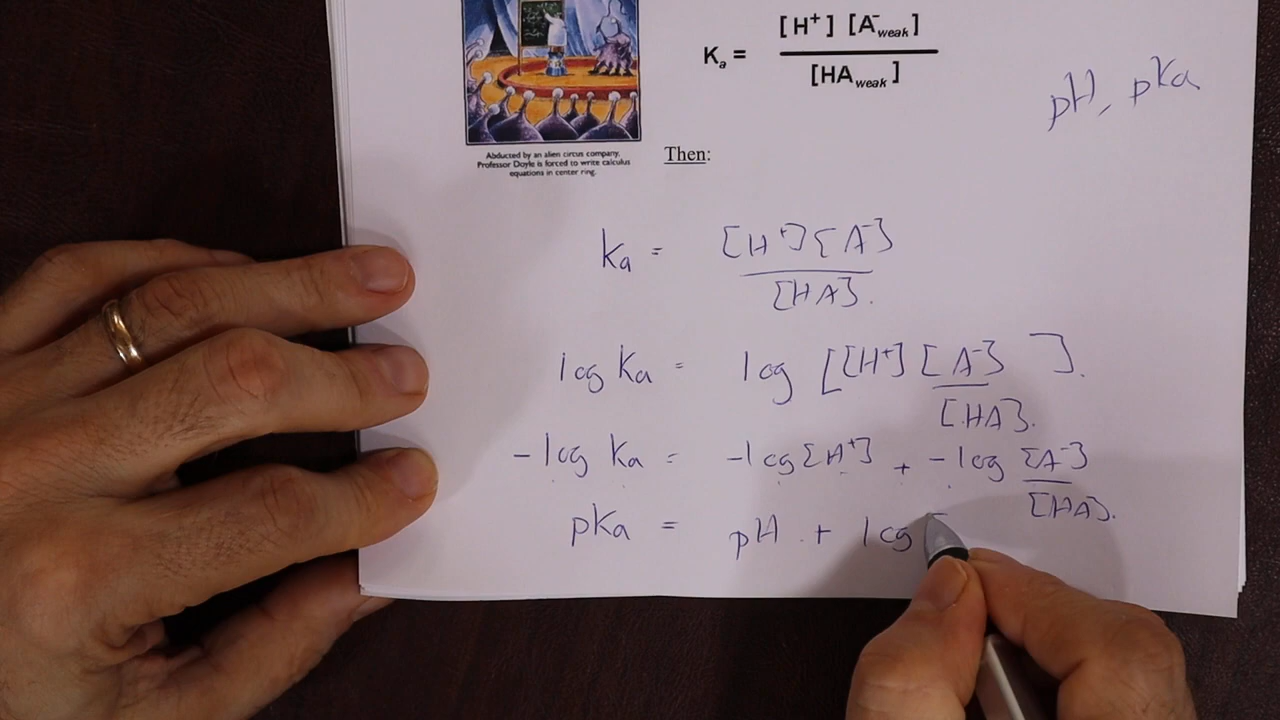 [H⁺] [A⁻weak]
Kₐ =
[HAweak]
pH, pKa
Abducted by an alien circus company,
Professor Doyle is forced to write calculus
equations in center ring.
Then:
Ka = [H⁺][A⁻]
[HA].
log Ka = log [[H⁺] [A⁻] ].
[HA].
-log Ka = -log[H⁺] + -log [A⁻]
[HA].
pKa = pH + log